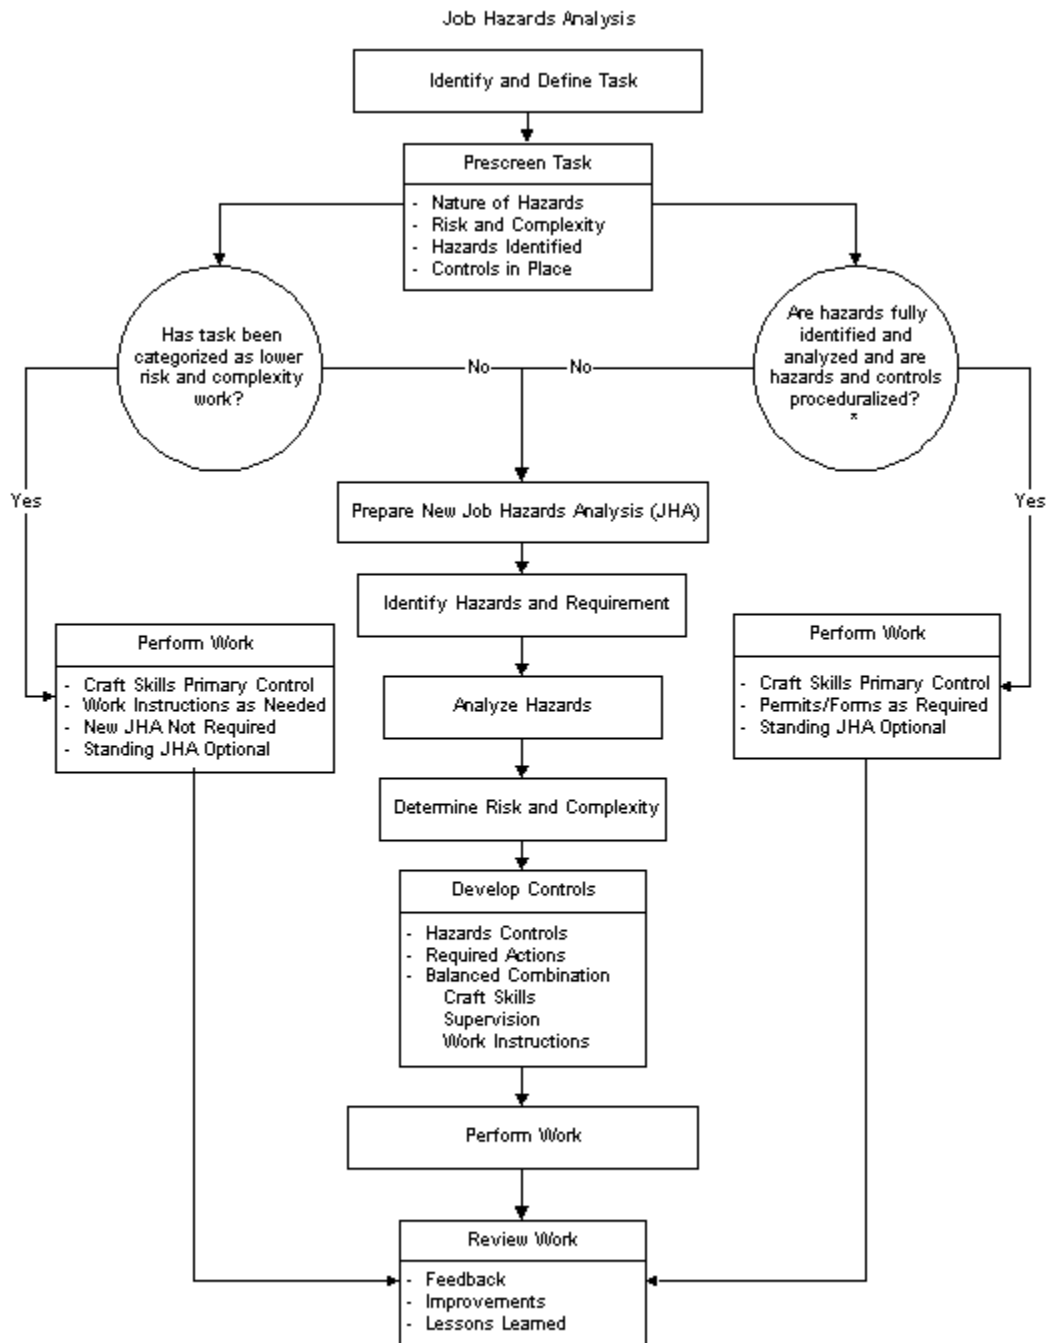 Job Hazards Analysis
Identify and Define Task
Prescreen Task
- Nature of Hazards
- Risk and Complexity
- Hazards Identified
- Controls in Place
Has task been
categorized as lower
risk and complexity
work?
Are hazards fully
identified and
analyzed and are
hazards and controls
proceduralized?
*
No
No
Yes
Yes
Prepare New Job Hazards Analysis (JHA)
Identify Hazards and Requirement
Perform Work
- Craft Skills Primary Control
- Work Instructions as Needed
- New JHA Not Required
- Standing JHA Optional
Perform Work
- Craft Skills Primary Control
- Permits/Forms as Required
- Standing JHA Optional
Analyze Hazards
Determine Risk and Complexity
Develop Controls
- Hazards Controls
- Required Actions
- Balanced Combination
Craft Skills
Supervision
Work Instructions
Perform Work
Review Work
- Feedback
- Improvements
- Lessons Learned